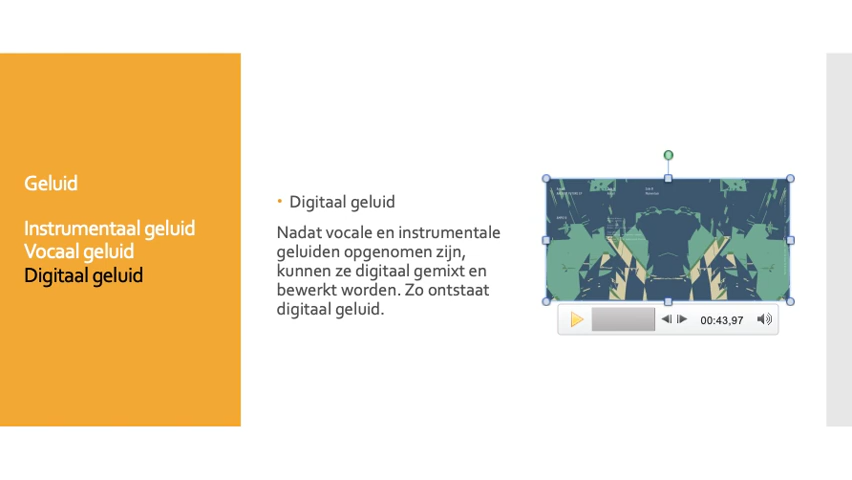 Geluid
Instrumentaal geluid
Vocaal geluid
Digitaal geluid
• Digitaal geluid
Nadat vocale en instrumentale
geluiden opgenomen zijn,
kunnen ze digitaal gemixt en
bewerkt worden. Zo ontstaat
digitaal geluid.
00:43,97